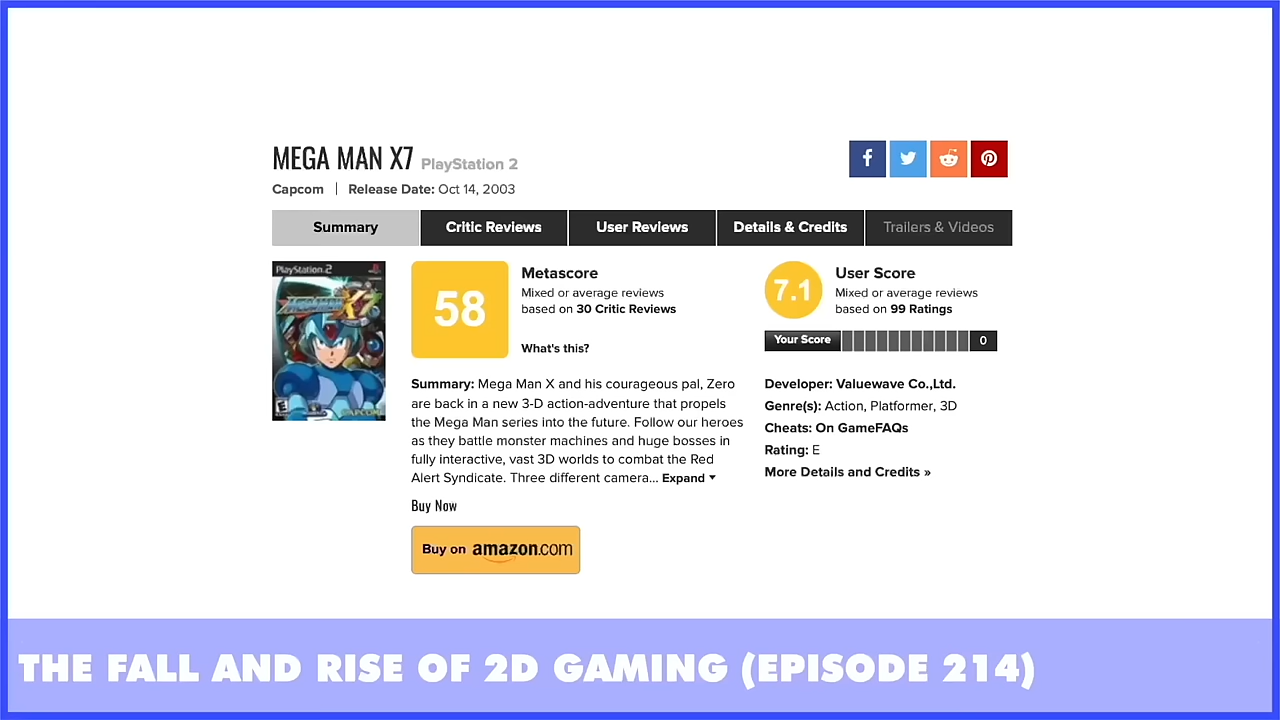 MEGA MAN X7 PlayStation 2
Capcom | Release Date: Oct 14, 2003
Summary Critic Reviews User Reviews Details & Credits Trailers & Videos
PlayStation 2
MEGAMAN X7
CAPCOM
58
Metascore
Mixed or average reviews
based on 30 Critic Reviews
What's this?
Summary: Mega Man X and his courageous pal, Zero
are back in a new 3-D action-adventure that propels
the Mega Man series into the future. Follow our heroes
as they battle monster machines and huge bosses in
fully interactive, vast 3D worlds to combat the Red
Alert Syndicate. Three different camera... Expand
Buy Now
Buy on amazon.com
7.1
User Score
Mixed or average reviews
based on 99 Ratings
Your Score 0
Developer: Valuewave Co.,Ltd.
Genre(s): Action, Platformer, 3D
Cheats: On GameFAQs
Rating: E
More Details and Credits »
THE FALL AND RISE OF 2D GAMING (EPISODE 214)